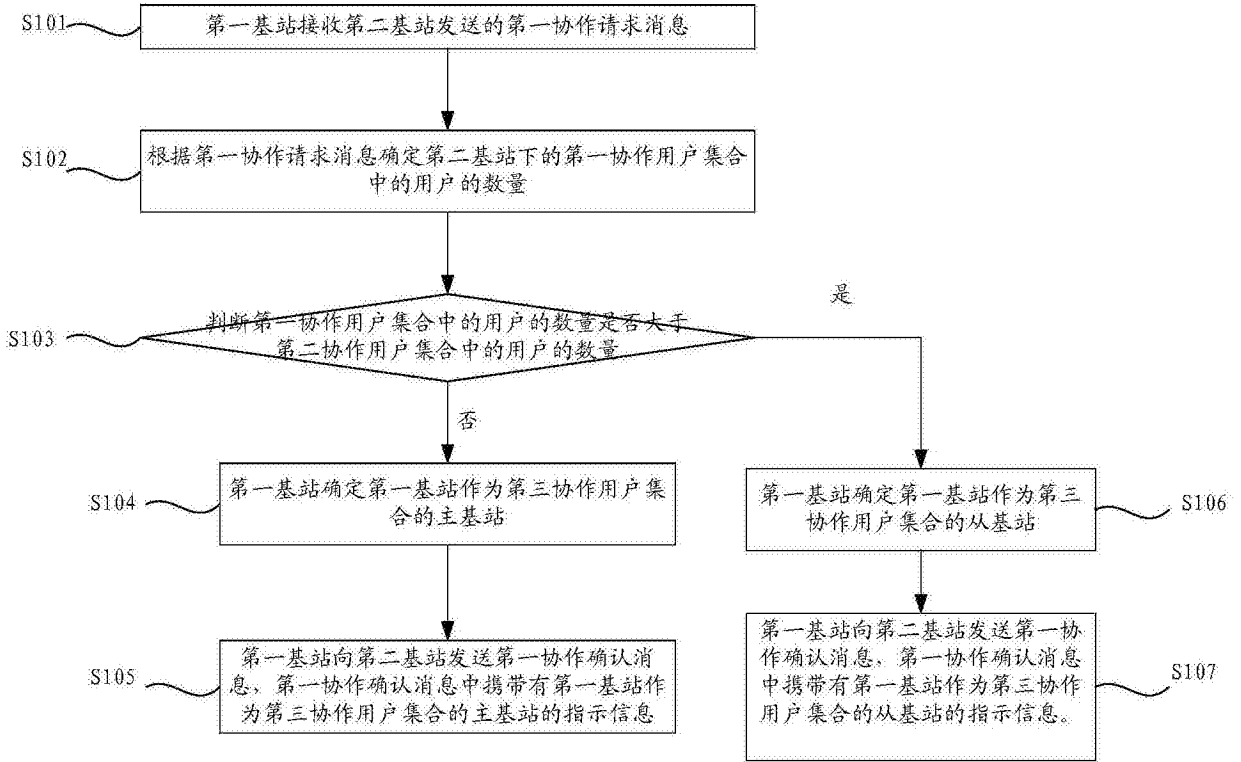 S101
第一基站接收第二基站发送的第一协作请求消息
S102
根据第一协作请求消息确定第二基站下的第一协作用户集合
中的用户的数量
S103
判断第一协作用户集合中的用户的数量是否大于
第二协作用户集合中的用户的数量
是
否
S104
第一基站确定第一基站作为第三协作用户集
合的主基站
第一基站确定第一基站作为第三
协作用户集合的从基站
S106
S105
第一基站向第二基站发送第一协作确认消
息，第一协作确认消息中携带有第一基站作
为第三协作用户集合的主基站的指示信息
第一基站向第二基站发送第一协
作确认消息，第一协作确认消息
中携带有第一基站作为第三协作
用户集合的从基站的指示信息。
S107